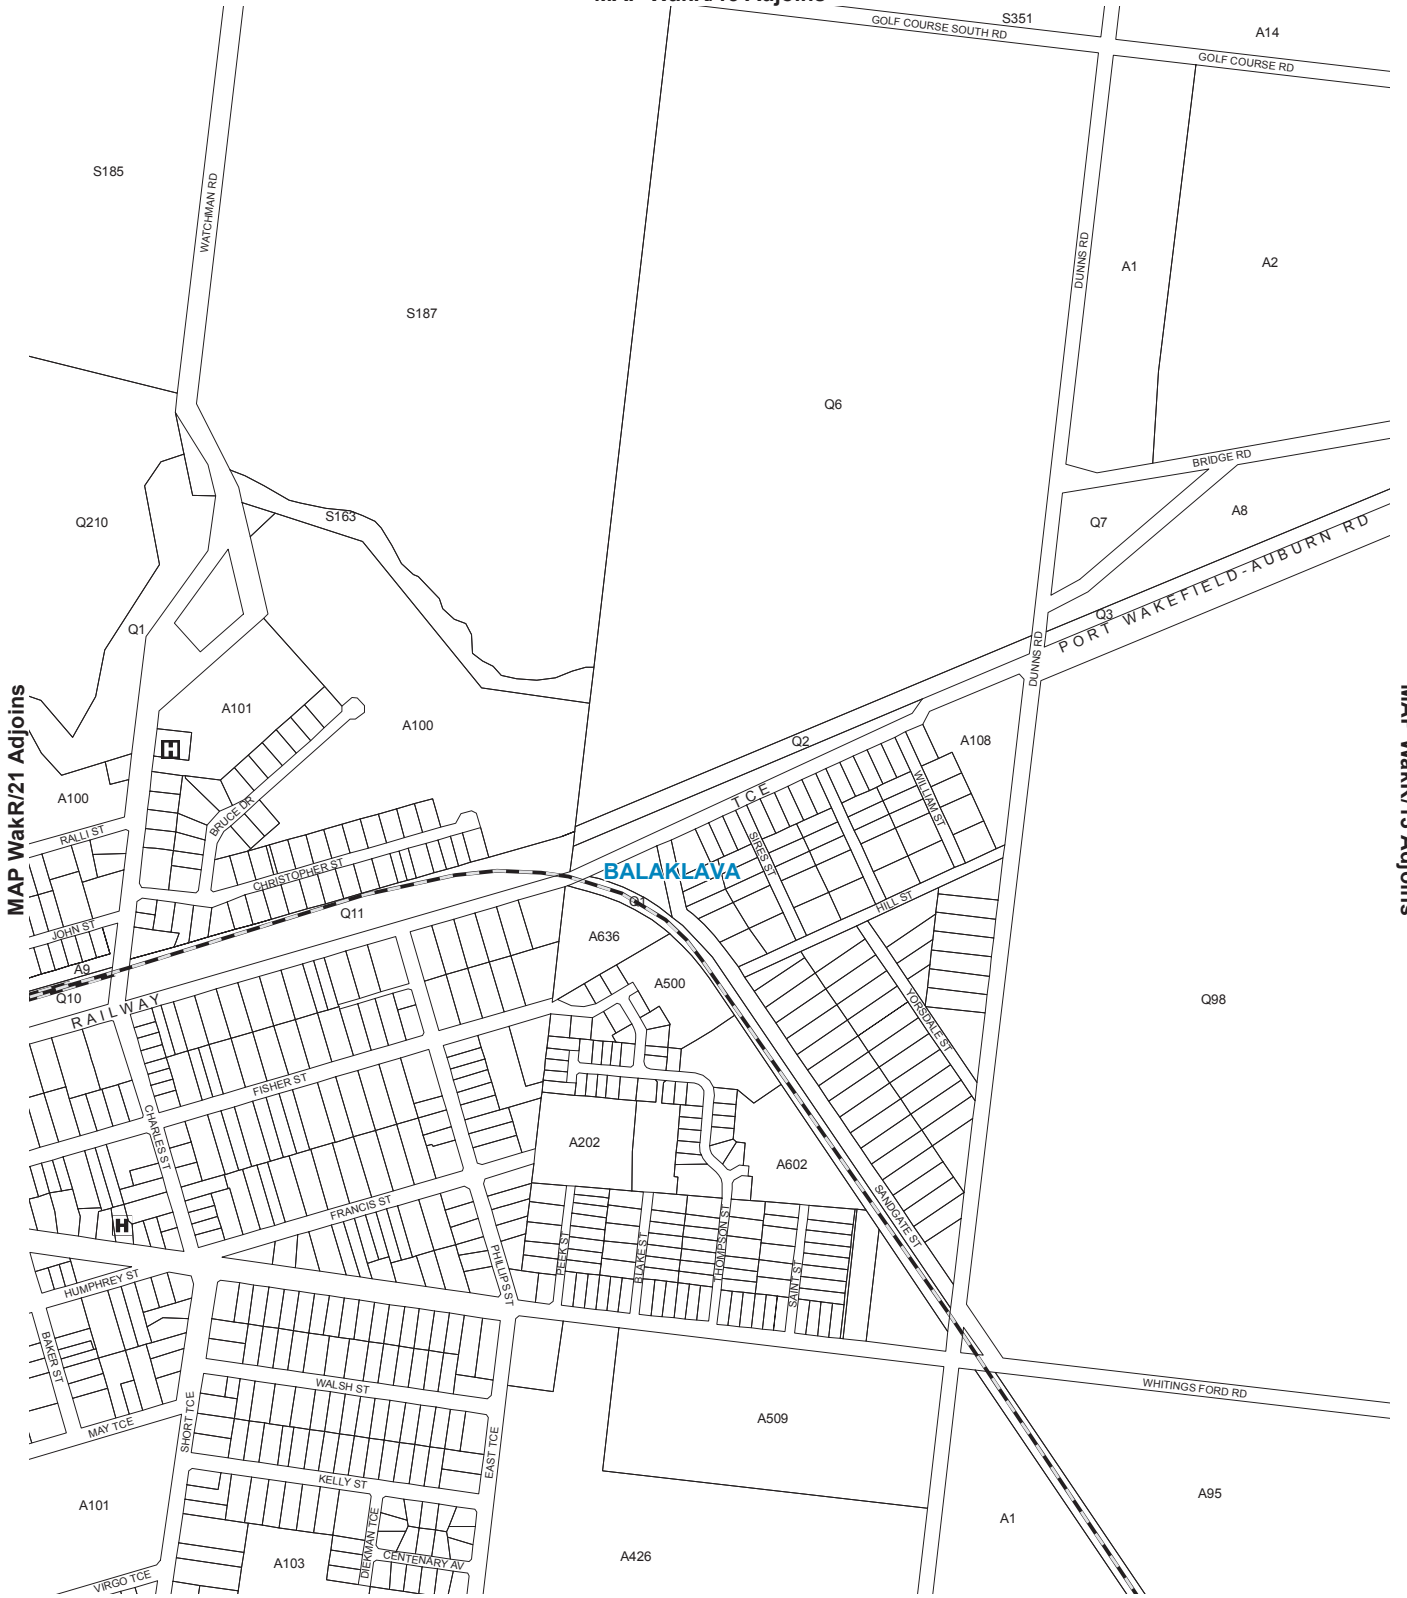 S351
GOLF COURSE SOUTH RD
A14
GOLF COURSE RD
S185
WATCHMAN RD
DUNNS RD
A1
A2
S187
Q6
BRIDGE RD
Q210
S163
Q7
A8
PORT WAKEFIELD-AUBURN RD
Q3
Q1
DUNNS RD
MAP WakR/21 Adjoins
A101
A100
Q2
A108
A100
TCE
WILLIAM ST
RALLI ST
BRUCE DR
SIRES ST
CHRISTOPHER ST
BALAKLAVA
Q11
Q1
HILL ST
JOHN ST
A636
A9
Q10
A500
Q98
RAILWAY
YORSDALE ST
FISHER ST
CHARLES ST
A202
A602
H
FRANCIS ST
SANDGATE ST
PHILLIPS ST
PEEK ST
BLAKE ST
THOMPSON ST
SAINT ST
HUMPHREY ST
H
BAKER ST
WALSH ST
WHITINGS FORD RD
MAY TCE
SHORT TCE
EAST TCE
A509
KELLY ST
A101
A95
A1
DIEKMAN TCE
CENTENARY AV
A103
A426
VIRGO TCE